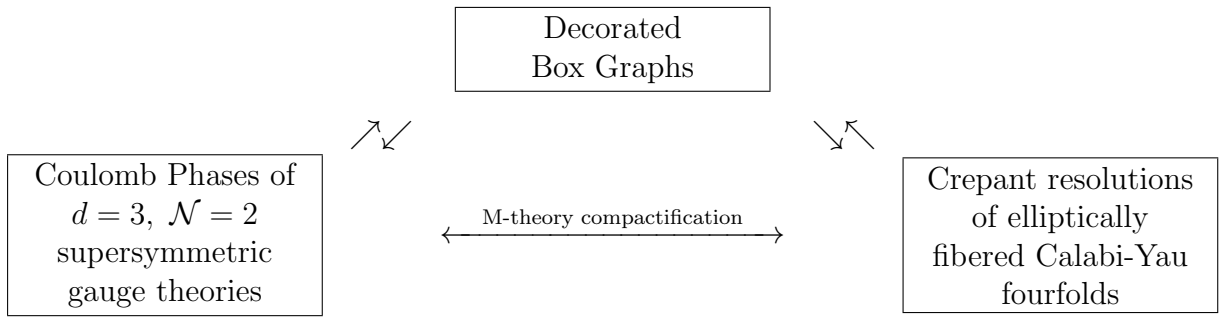 Decorated
Box Graphs
Coulomb Phases of
d = 3, 𝒩 = 2
supersymmetric
gauge theories
M-theory compactification
Crepant resolutions
of elliptically
fibered Calabi-Yau
fourfolds